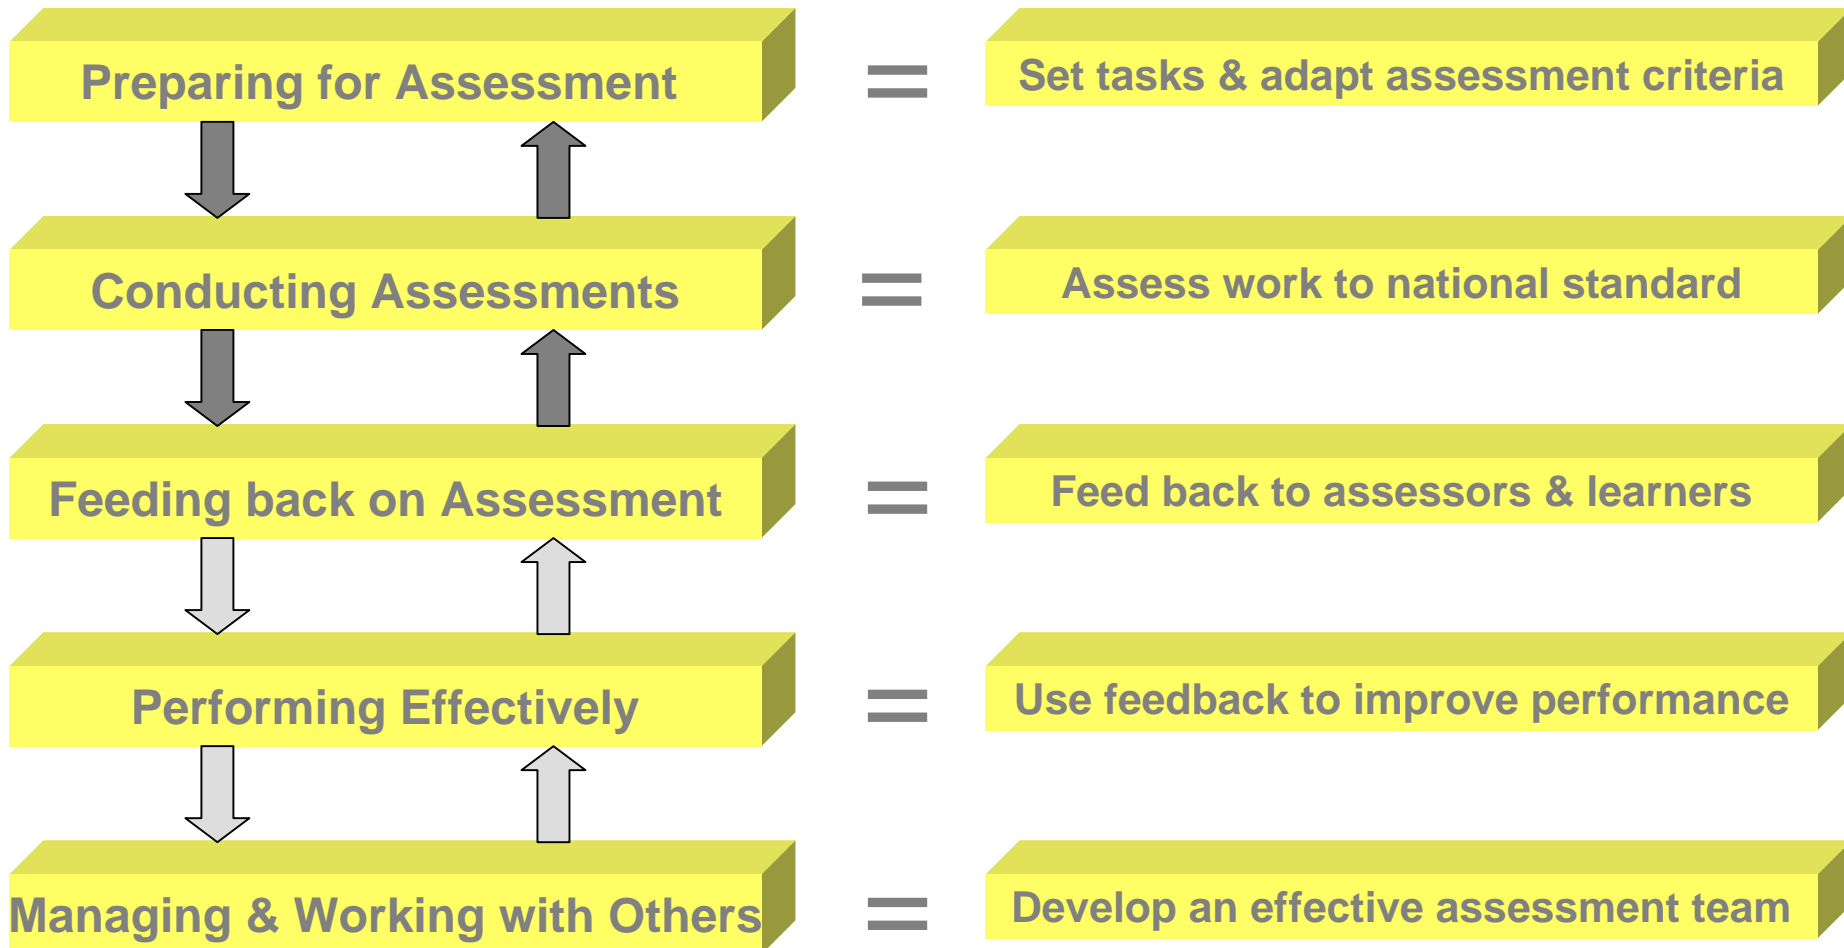 Preparing for Assessment = Set tasks & adapt assessment criteria
Conducting Assessments = Assess work to national standard
Feeding back on Assessment = Feed back to assessors & learners
Performing Effectively = Use feedback to improve performance
Managing & Working with Others = Develop an effective assessment team